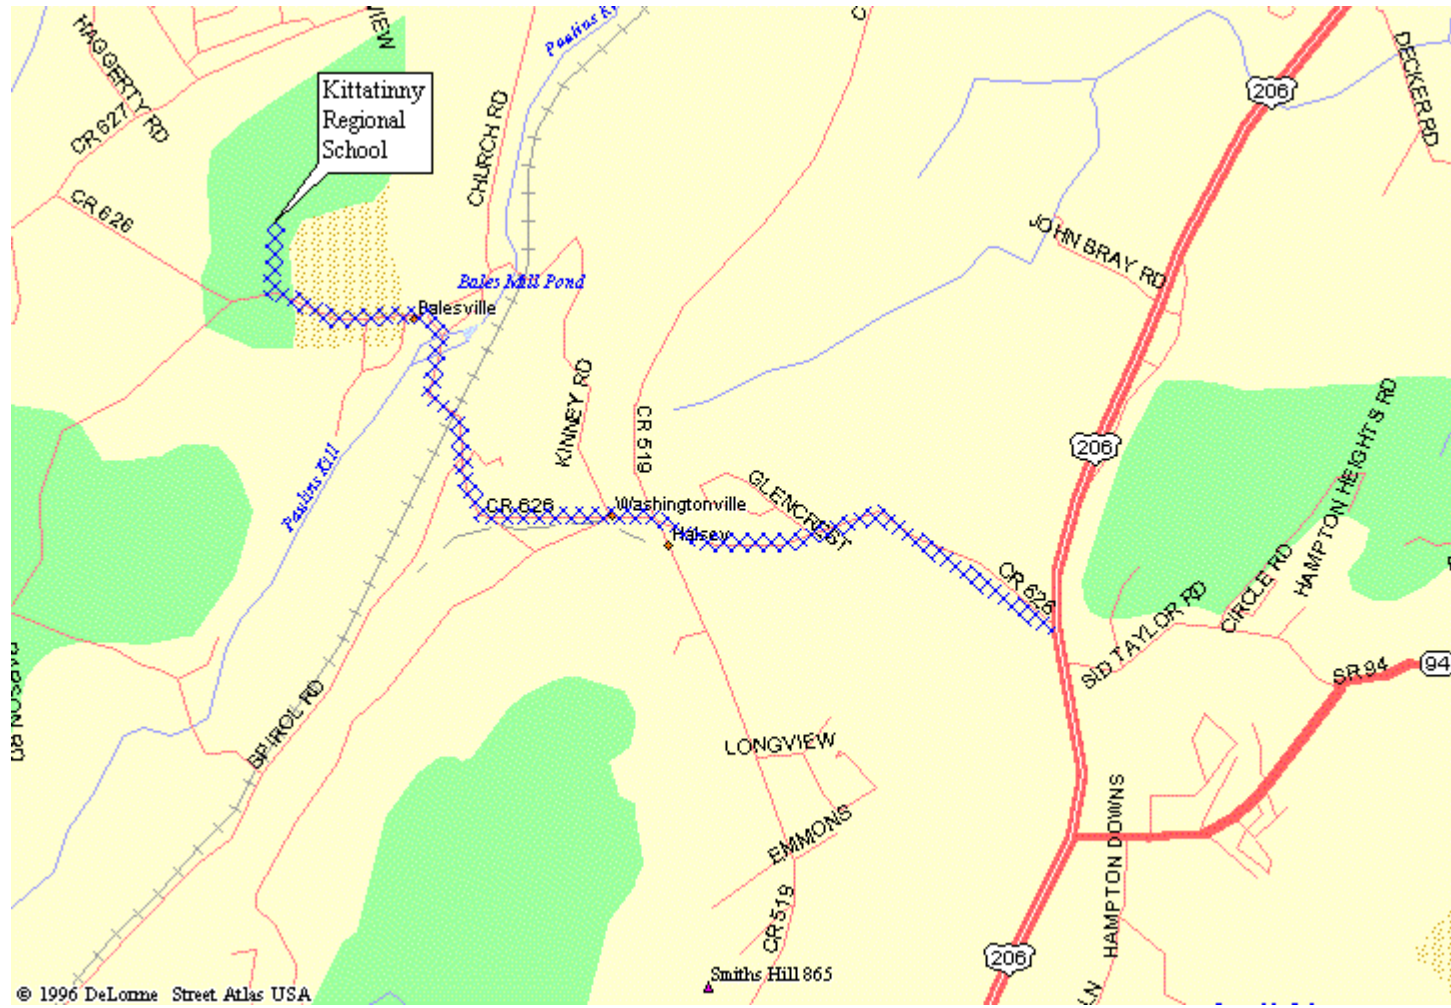 VIEW
HAGGERTY RD
CR 627
Kittatinny
Regional
School
CR 626
CHURCH RD
206
DECKER RD
JOHN BRAY RD
Bales Mill Pond
Balesville
KINNEY RD
CR 519
206
HAMPTON HEIGHTS RD
Paulins Kill
GLENCREST
CR 626
Washingtonville
Halsey
CR 626
CIRCLE RD
SID TAYLOR RD
SR 94
94
SPIROL RD
LONGVIEW
EMMONS
HAMPTON DOWNS
CR 519
206
Smiths Hill 865
LN
© 1996 DeLorme Street Atlas USA